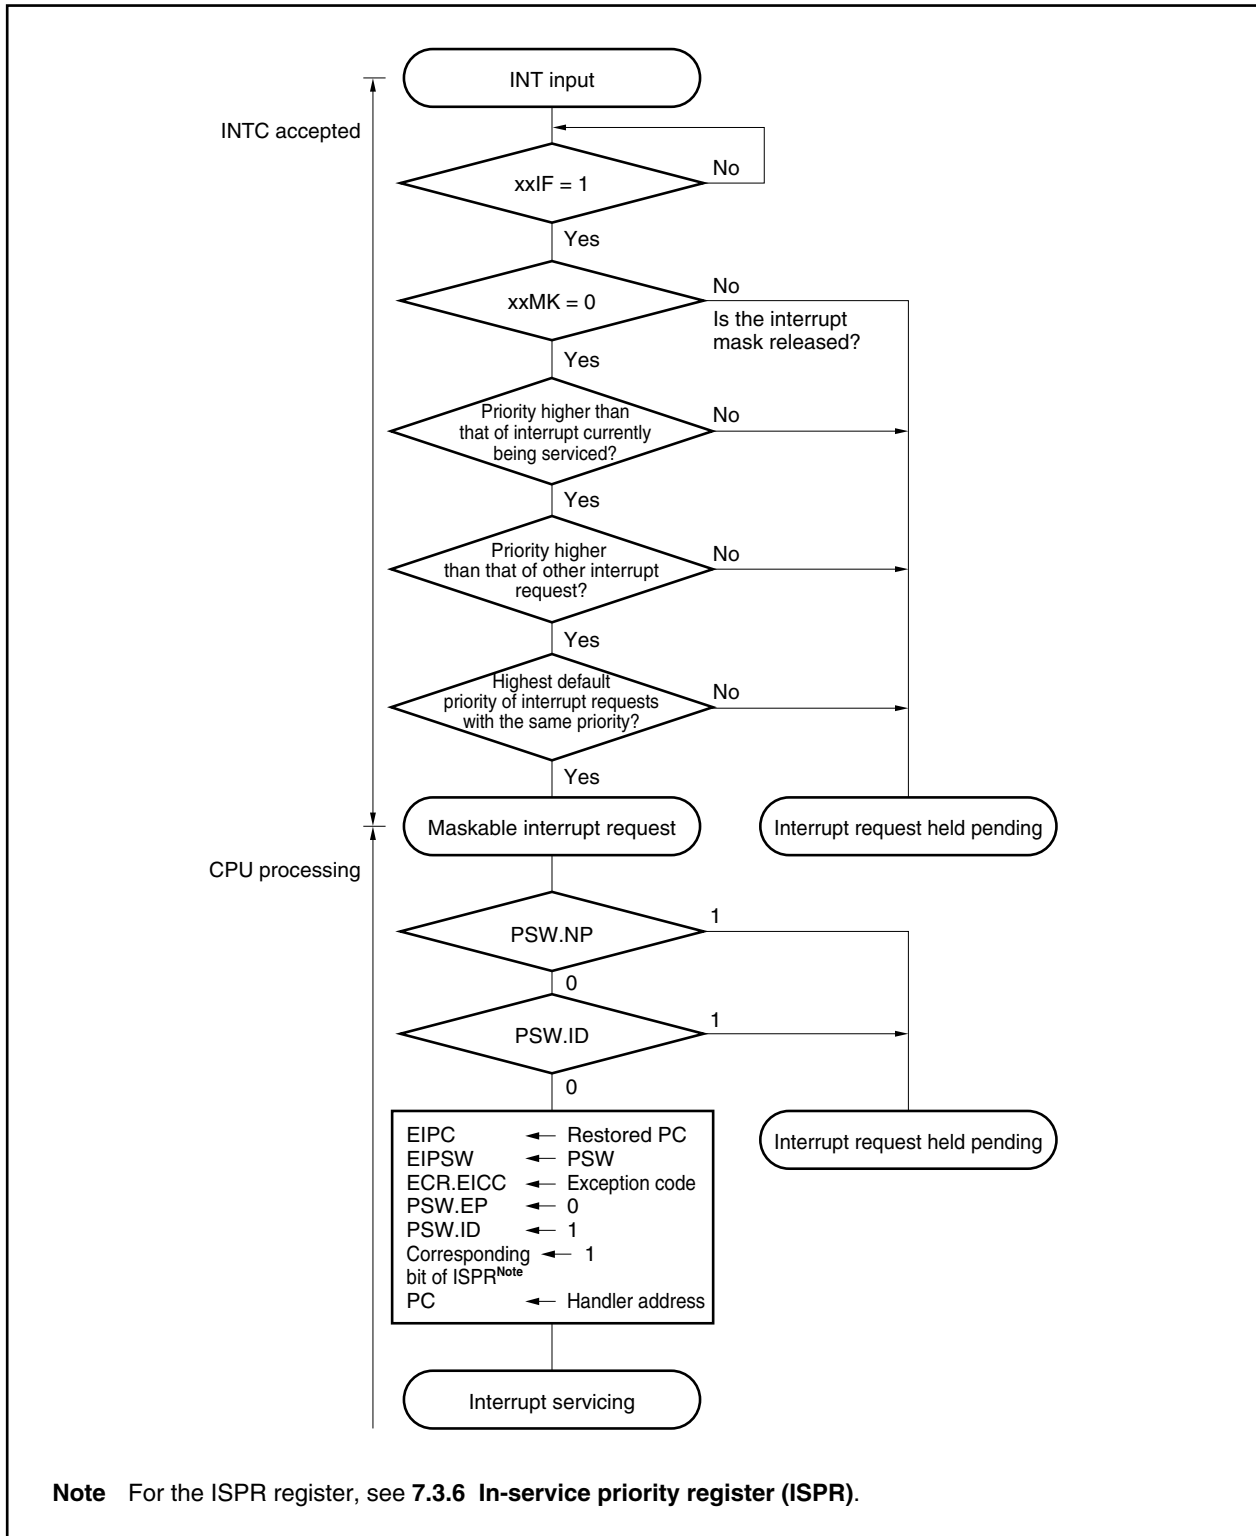 INT input
INTC accepted
xxIF = 1
No
Yes
xxMK = 0
No
Is the interrupt
mask released?
Yes
Priority higher than
that of interrupt currently
being serviced?
No
Yes
Priority higher
than that of other interrupt
request?
No
Yes
Highest default
priority of interrupt requests
with the same priority?
No
Yes
Maskable interrupt request
Interrupt request held pending
CPU processing
PSW.NP
1
0
PSW.ID
1
0
EIPC ← Restored PC
EIPSW ← PSW
ECR.EICC ← Exception code
PSW.EP ← 0
PSW.ID ← 1
Corresponding ← 1
bit of ISPRNote
PC ← Handler address
Interrupt request held pending
Interrupt servicing
Note For the ISPR register, see 7.3.6 In-service priority register (ISPR).